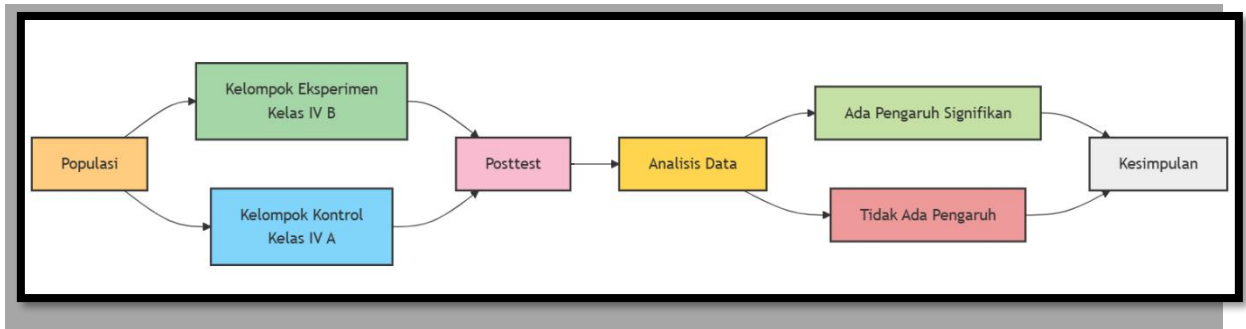 Populasi
Kelompok Eksperimen
Kelas IV B
Kelompok Kontrol
Kelas IV A
Posttest
Analisis Data
Ada Pengaruh Signifikan
Tidak Ada Pengaruh
Kesimpulan